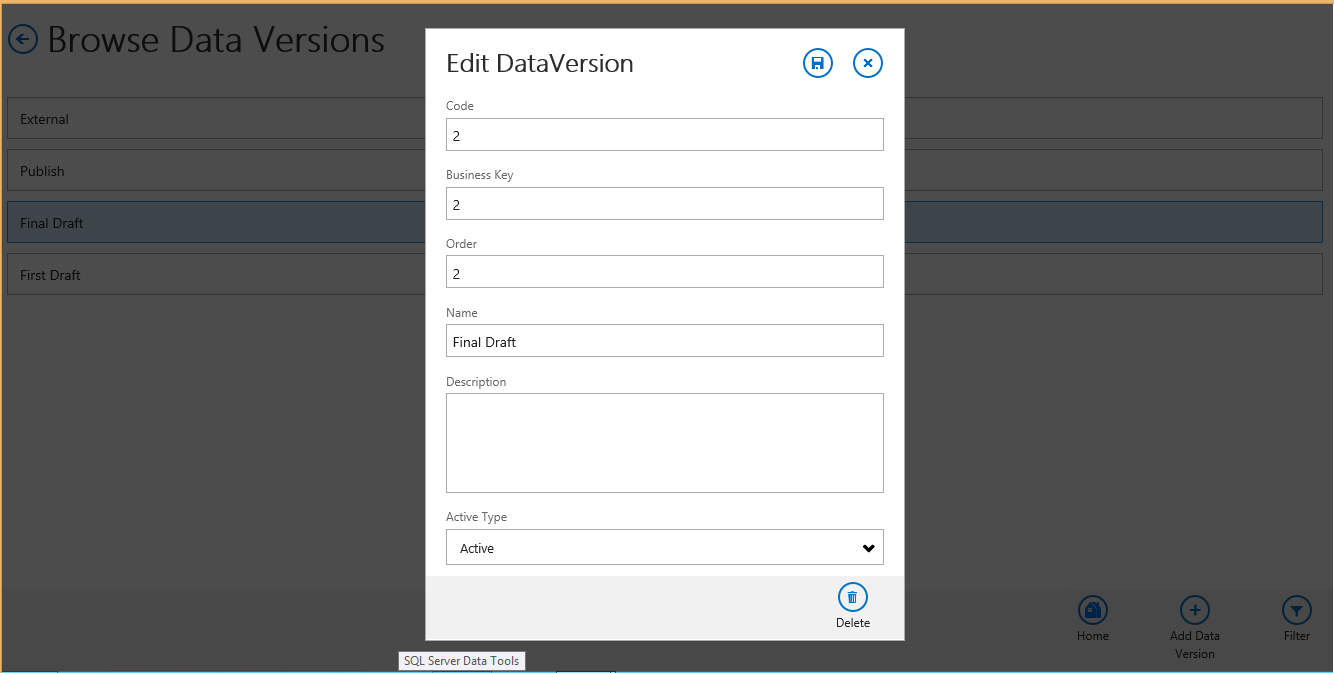 Browse Data Versions
External
Publish
Final Draft
First Draft
Edit DataVersion
Code
2
Business Key
2
Order
2
Name
Final Draft
Description
Active Type
Active
Delete
Home
Add Data
Version
Filter
SQL Server Data Tools